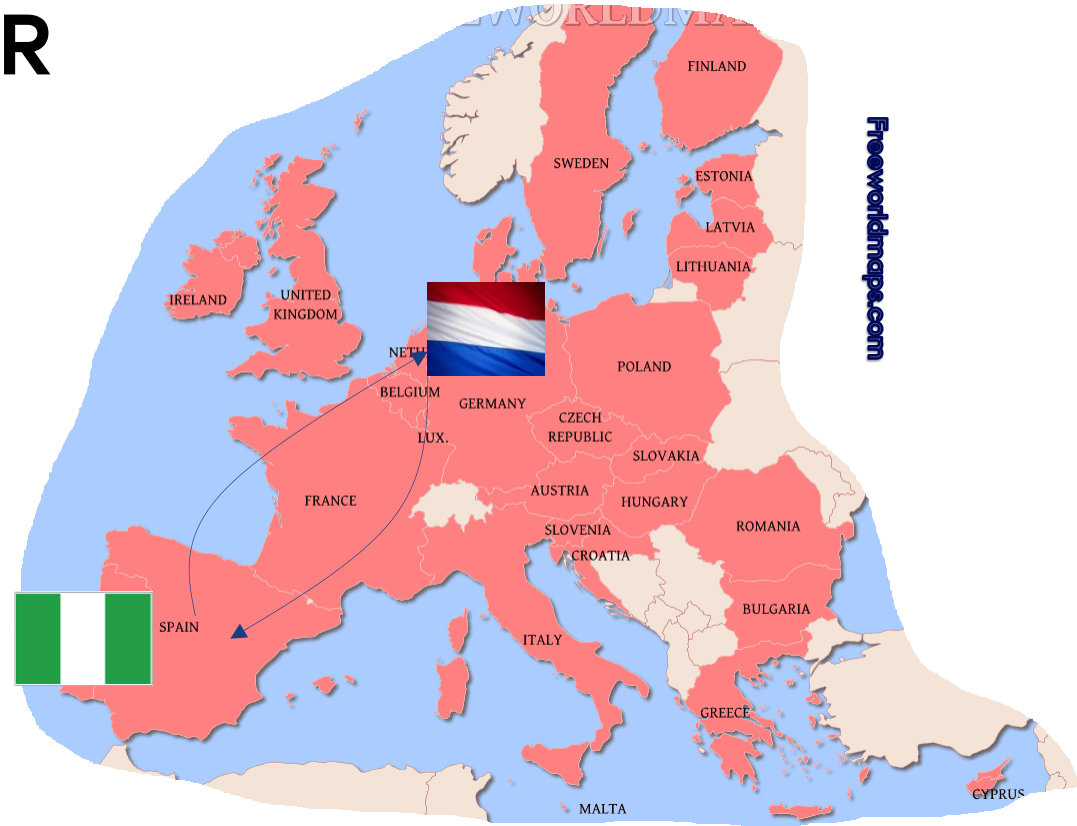 R
FINLAND
SWEDEN
ESTONIA
LATVIA
LITHUANIA
Freeworldmaps.com
IRELAND
UNITED
KINGDOM
NETH
POLAND
BELGIUM
GERMANY
CZECH
REPUBLIC
LUX.
SLOVAKIA
AUSTRIA
FRANCE
HUNGARY
ROMANIA
SLOVENIA
CROATIA
BULGARIA
SPAIN
ITALY
GREECE
CYPRUS
MALTA